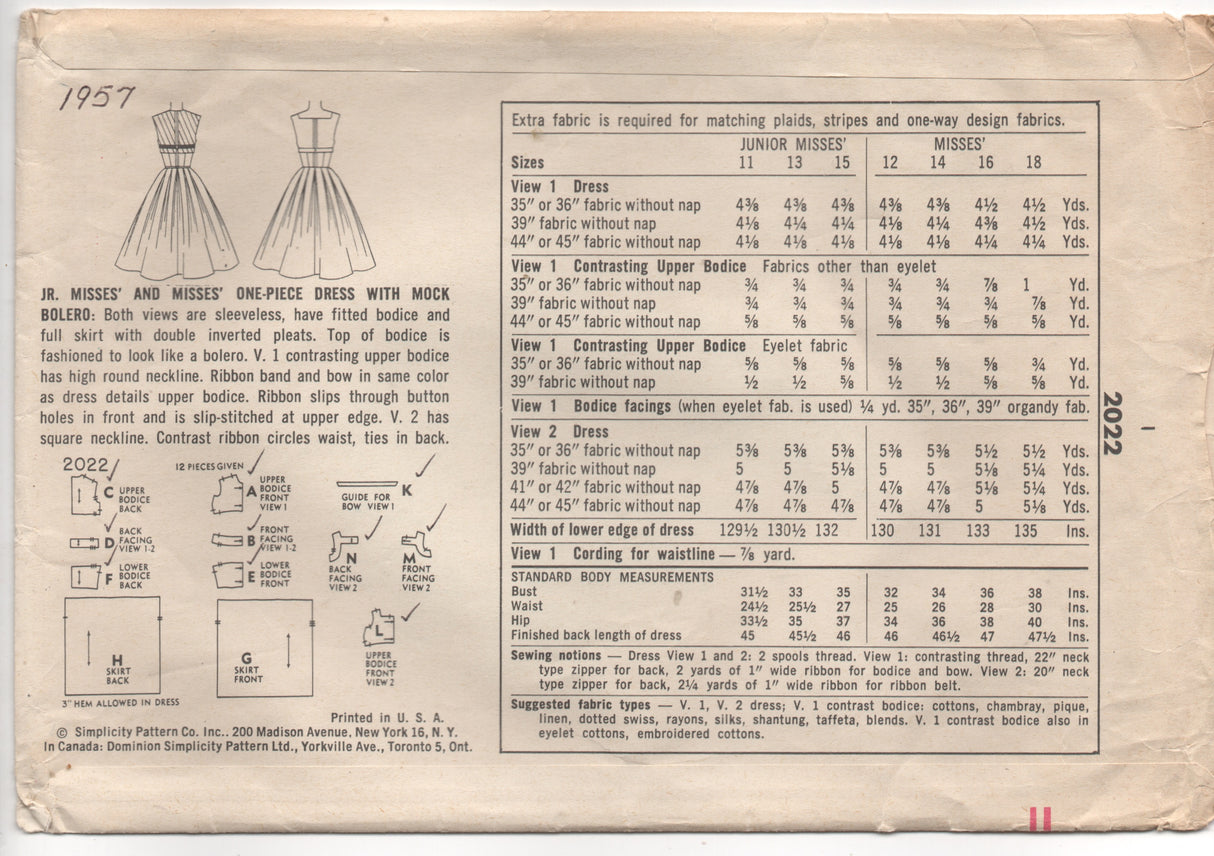 1957
JR. MISSES' AND MISSES' ONE-PIECE DRESS WITH MOCK
BOLERO: Both views are sleeveless, have fitted bodice and
full skirt with double inverted pleats. Top of bodice is
fashioned to look like a bolero. V. 1 contrasting upper bodice
has high round neckline. Ribbon band and bow in same color
as dress details upper bodice. Ribbon slips through button
holes in front and is slip-stitched at upper edge. V. 2 has
square neckline. Contrast ribbon circles waist, ties in back.
2022
12 PIECES GIVEN
C UPPER
BODICE
BACK
A UPPER
BODICE
FRONT
VIEW 1
K
GUIDE FOR
BOW VIEW 1
D BACK
FACING
VIEW 1-2
B FRONT
FACING
VIEW 1-2
N
BACK
FACING
VIEW 2
M
FRONT
FACING
VIEW 2
F LOWER
BODICE
BACK
E LOWER
BODICE
FRONT
H
SKIRT
BACK
G
SKIRT
FRONT
L
UPPER
BODICE
FRONT
VIEW 2
3" HEM ALLOWED IN DRESS
Printed in U. S. A.
© Simplicity Pattern Co. Inc.. 200 Madison Avenue, New York 16, N. Y.
In Canada: Dominion Simplicity Pattern Ltd., Yorkville Ave., Toronto 5, Ont.
Extra fabric is required for matching plaids, stripes and one-way design fabrics.
JUNIOR MISSES' MISSES'
Sizes 11 13 15 12 14 16 18
View 1 Dress
35" or 36" fabric without nap 4⅜ 4⅜ 4⅜ 4⅜ 4⅜ 4½ 4½ Yds.
39" fabric without nap 4⅛ 4¼ 4¼ 4¼ 4¼ 4⅜ 4½ Yds.
44" or 45" fabric without nap 4⅛ 4⅛ 4⅛ 4⅛ 4⅛ 4¼ 4¼ Yds.
View 1 Contrasting Upper Bodice Fabrics other than eyelet
35" or 36" fabric without nap ¾ ¾ ¾ ¾ ¾ ⅞ 1 Yd.
39" fabric without nap ¾ ¾ ¾ ¾ ¾ ¾ ⅞ Yd.
44" or 45" fabric without nap ⅝ ⅝ ⅝ ⅝ ⅝ ⅝ ⅝ Yd.
View 1 Contrasting Upper Bodice Eyelet fabric
35" or 36" fabric without nap ⅝ ⅝ ⅝ ⅝ ⅝ ⅝ ¾ Yd.
39" fabric without nap ½ ½ ⅝ ½ ½ ⅝ ⅝ Yd.
View 1 Bodice facings (when eyelet fab. is used) ¼ yd. 35", 36", 39" organdy fab.
View 2 Dress
35" or 36" fabric without nap 5⅜ 5⅜ 5⅜ 5⅜ 5⅜ 5½ 5½ Yds.
39" fabric without nap 5 5 5⅛ 5 5 5⅛ 5¼ Yds.
41" or 42" fabric without nap 4⅞ 4⅞ 5 4⅞ 4⅞ 5⅛ 5¼ Yds.
44" or 45" fabric without nap 4⅞ 4⅞ 4⅞ 4⅞ 4⅞ 5 5⅛ Yds.
Width of lower edge of dress 129½ 130½ 132 130 131 133 135 Ins.
View 1 Cording for waistline — ⅞ yard.
STANDARD BODY MEASUREMENTS
Bust 31½ 33 35 32 34 36 38 Ins.
Waist 24½ 25½ 27 25 26 28 30 Ins.
Hip 33½ 35 37 34 36 38 40 Ins.
Finished back length of dress 45 45½ 46 46 46½ 47 47½ Ins.
Sewing notions — Dress View 1 and 2: 2 spools thread. View 1: contrasting thread, 22" neck
type zipper for back, 2 yards of 1" wide ribbon for bodice and bow. View 2: 20" neck
type zipper for back, 2¼ yards of 1" wide ribbon for ribbon belt.
Suggested fabric types — V. 1, V. 2 dress; V. 1 contrast bodice: cottons, chambray, pique,
linen, dotted swiss, rayons, silks, shantung, taffeta, blends. V. 1 contrast bodice also in
eyelet cottons, embroidered cottons.
2022
I